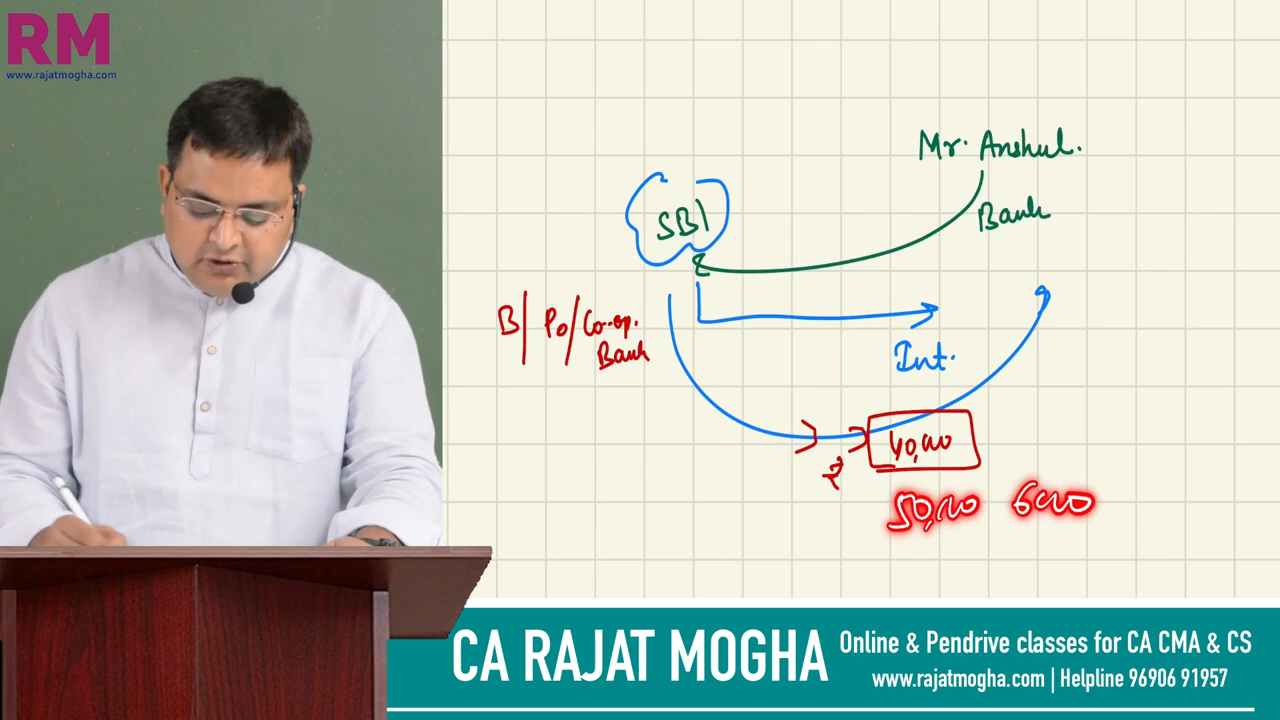 RM
www.rajatmogha.com
Mr. Anshul.
SBI
Bank
B/ Po/ Co-op.
Bank
Int.
₹ 40,000
50,000
CA RAJAT MOGHA
Online & Pendrive classes for CA CMA & CS
www.rajatmogha.com | Helpline 96906 91957